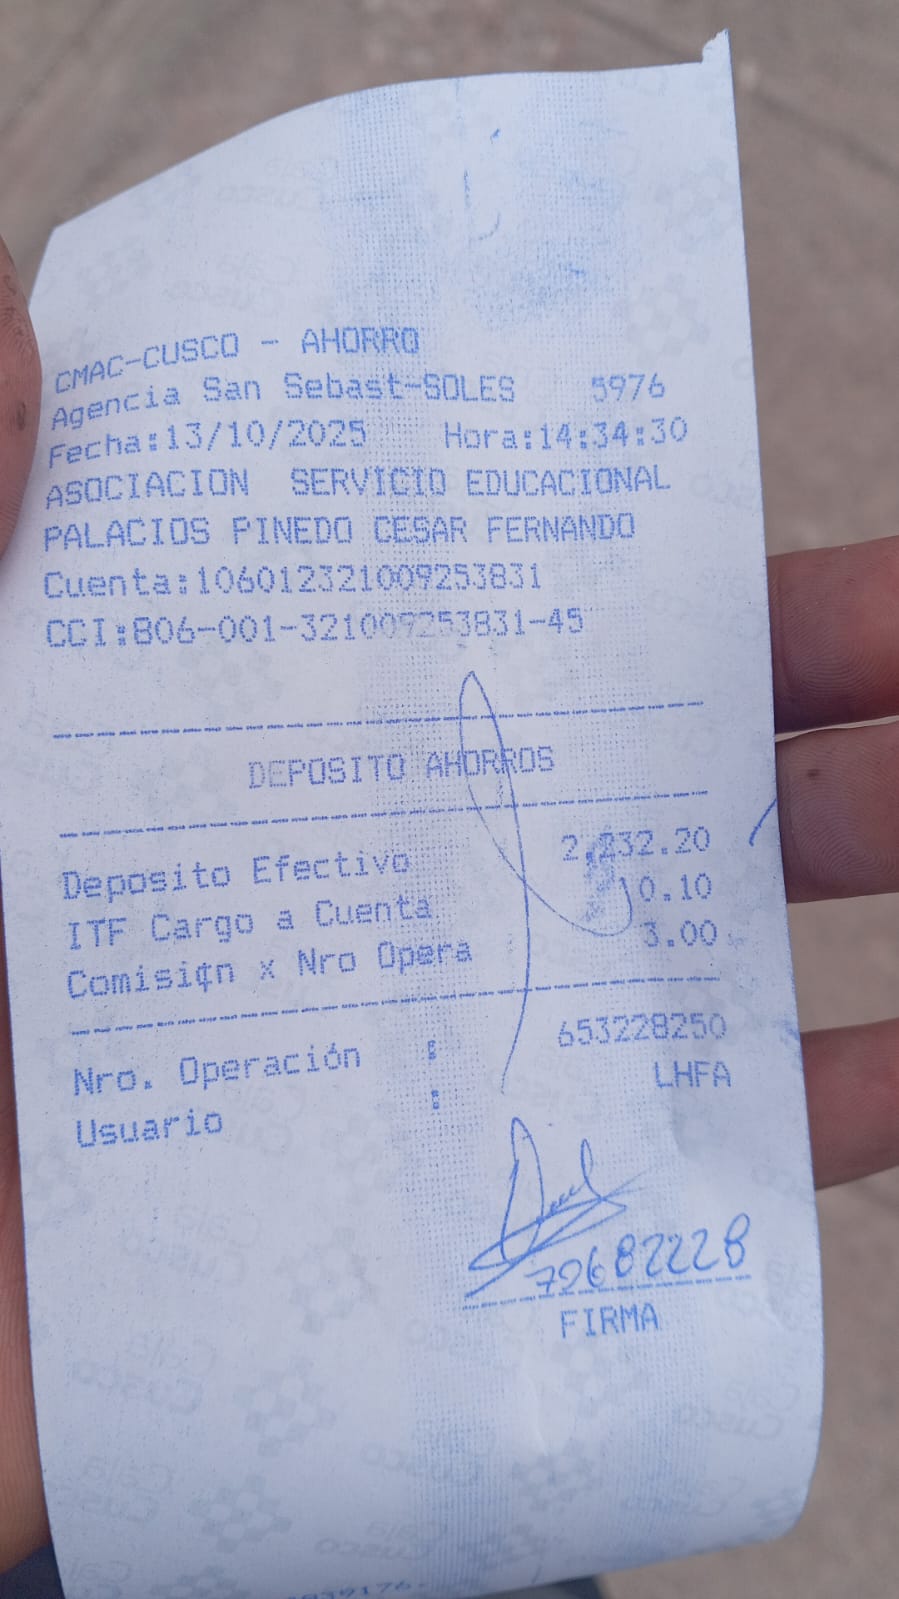 CMAC-CUSCO - AHORRO
Agencia San Sebast-SOLES 5976
Fecha:13/10/2025 Hora:14:34:30
ASOCIACION SERVICIO EDUCACIONAL
PALACIOS PINEDO CESAR FERNANDO
Cuenta:106012321009253831
CCI:806-001-321009253831-45
DEPOSITO AHORROS
Deposito Efectivo 2,232.20
ITF Cargo a Cuenta 0.10
Comisi¢n x Nro Opera : 3.00
Nro. Operación : 653228250
Usuario : LHFA
72682228
FIRMA